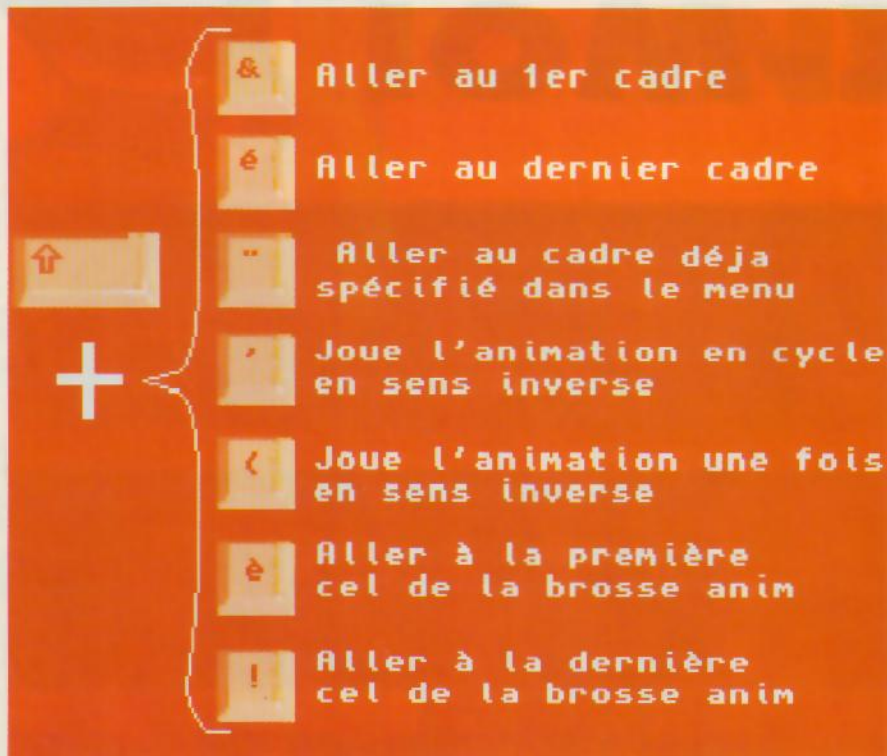 & Aller au 1er cadre
é Aller au dernier cadre
" Aller au cadre déja
spécifié dans le menu
⇧
' Joue l'animation en cycle
+ en sens inverse
( Joue l'animation une fois
en sens inverse
è Aller à la première
cel de la brosse anim
! Aller à la dernière
cel de la brosse anim